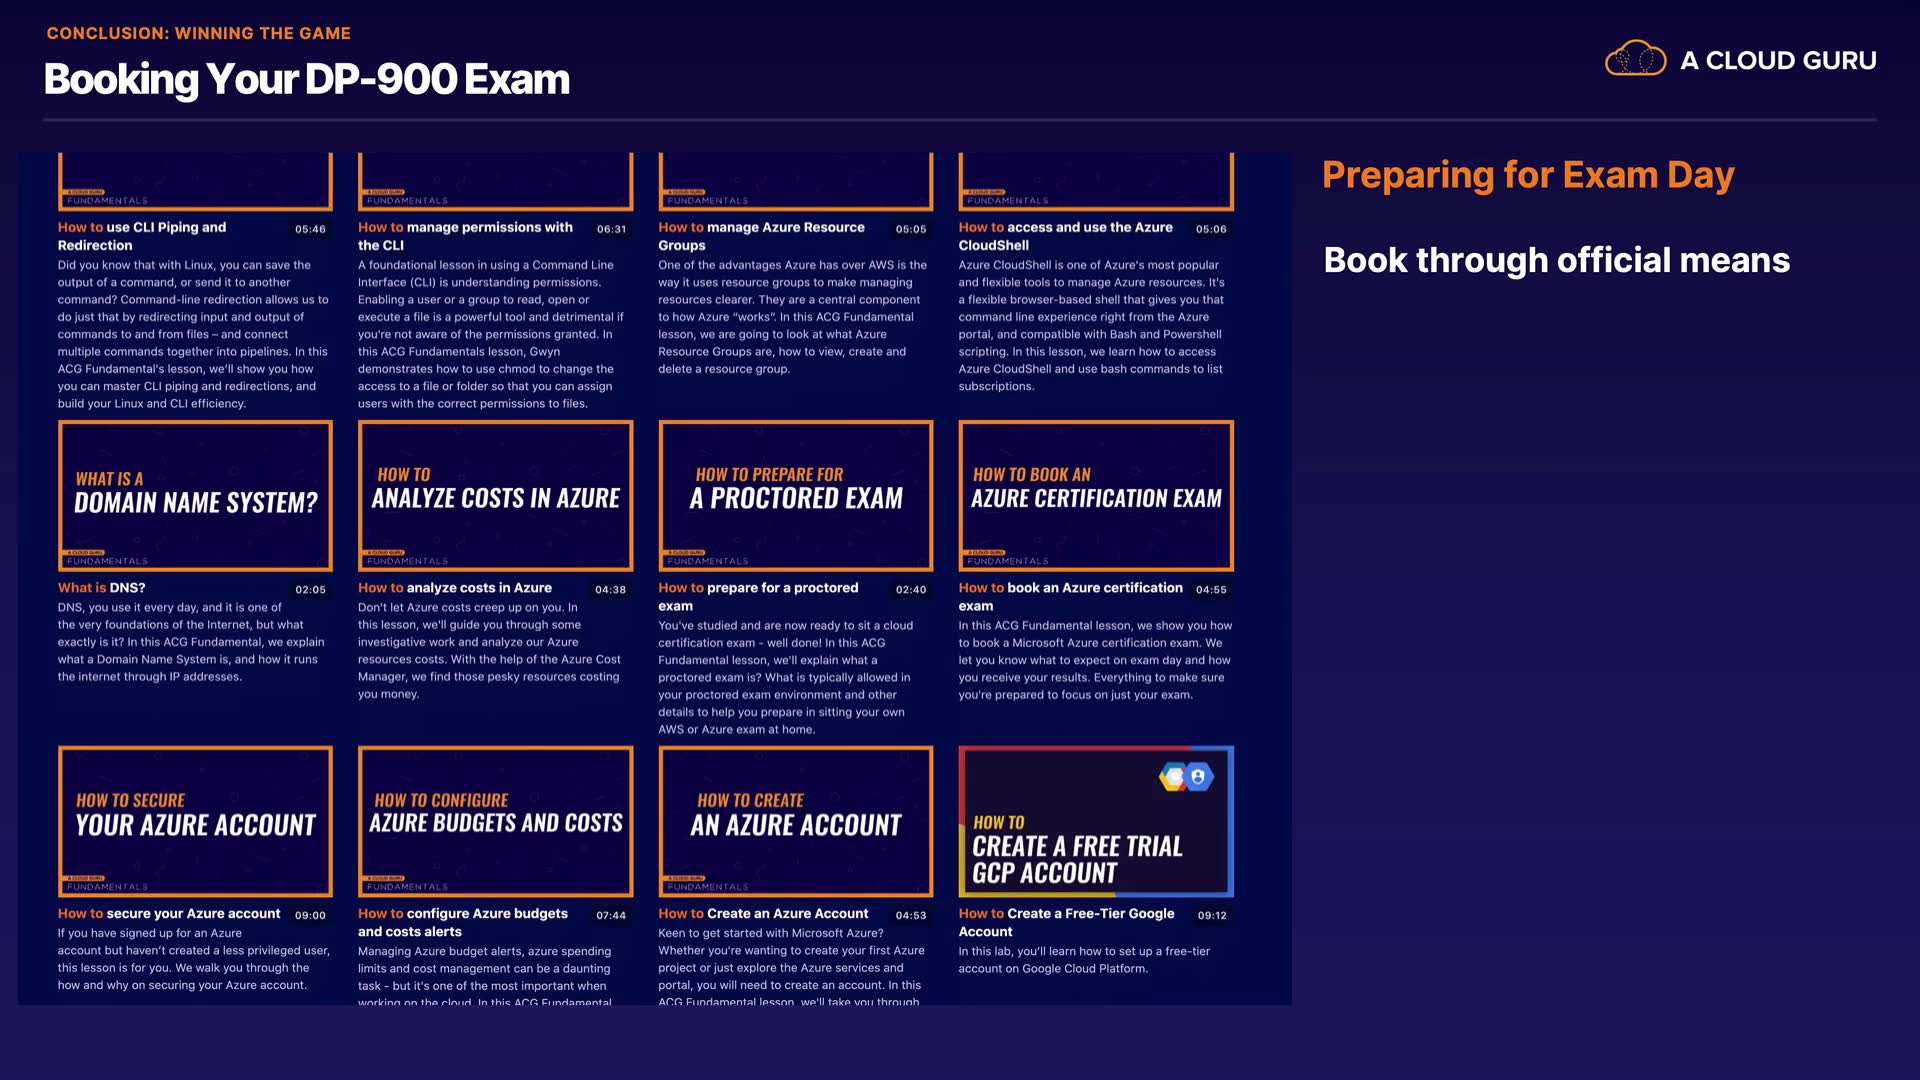 CONCLUSION: WINNING THE GAME
Booking Your DP-900 Exam
A CLOUD GURU
Preparing for Exam Day
Book through official means
A CLOUD GURU
FUNDAMENTALS
A CLOUD GURU
FUNDAMENTALS
A CLOUD GURU
FUNDAMENTALS
A CLOUD GURU
FUNDAMENTALS
How to use CLI Piping and
Redirection
05:46
Did you know that with Linux, you can save the
output of a command, or send it to another
command? Command-line redirection allows us to
do just that by redirecting input and output of
commands to and from files – and connect
multiple commands together into pipelines. In this
ACG Fundamental's lesson, we'll show you how
you can master CLI piping and redirections, and
build your Linux and CLI efficiency.
How to manage permissions with
the CLI
06:31
A foundational lesson in using a Command Line
Interface (CLI) is understanding permissions.
Enabling a user or a group to read, open or
execute a file is a powerful tool and detrimental if
you're not aware of the permissions granted. In
this ACG Fundamentals lesson, Gwyn
demonstrates how to use chmod to change the
access to a file or folder so that you can assign
users with the correct permissions to files.
How to manage Azure Resource
Groups
05:05
One of the advantages Azure has over AWS is the
way it uses resource groups to make managing
resources clearer. They are a central component
to how Azure “works”. In this ACG Fundamental
lesson, we are going to look at what Azure
Resource Groups are, how to view, create and
delete a resource group.
How to access and use the Azure
CloudShell
05:06
Azure CloudShell is one of Azure's most popular
and flexible tools to manage Azure resources. It's
a flexible browser-based shell that gives you that
command line experience right from the Azure
portal, and compatible with Bash and Powershell
scripting. In this lesson, we learn how to access
Azure CloudShell and use bash commands to list
subscriptions.
WHAT IS A
DOMAIN NAME SYSTEM?
A CLOUD GURU
FUNDAMENTALS
What is DNS?
02:05
DNS, you use it every day, and it is one of
the very foundations of the Internet, but what
exactly is it? In this ACG Fundamental, we explain
what a Domain Name System is, and how it runs
the internet through IP addresses.
HOW TO
ANALYZE COSTS IN AZURE
A CLOUD GURU
FUNDAMENTALS
How to analyze costs in Azure
04:38
Don't let Azure costs creep up on you. In
this lesson, we'll guide you through some
investigative work and analyze our Azure
resources costs. With the help of the Azure Cost
Manager, we find those pesky resources costing
you money.
HOW TO PREPARE FOR
A PROCTORED EXAM
A CLOUD GURU
FUNDAMENTALS
How to prepare for a proctored
exam
02:40
You've studied and are now ready to sit a cloud
certification exam - well done! In this ACG
Fundamental lesson, we'll explain what a
proctored exam is? What is typically allowed in
your proctored exam environment and other
details to help you prepare in sitting your own
AWS or Azure exam at home.
HOW TO BOOK AN
AZURE CERTIFICATION EXAM
A CLOUD GURU
FUNDAMENTALS
How to book an Azure certification
exam
04:55
In this ACG Fundamental lesson, we show you how
to book a Microsoft Azure certification exam. We
let you know what to expect on exam day and how
you receive your results. Everything to make sure
you're prepared to focus on just your exam.
HOW TO SECURE
YOUR AZURE ACCOUNT
A CLOUD GURU
FUNDAMENTALS
How to secure your Azure account
09:00
If you have signed up for an Azure
account but haven't created a less privileged user,
this lesson is for you. We walk you through the
how and why on securing your Azure account.
HOW TO CONFIGURE
AZURE BUDGETS AND COSTS
A CLOUD GURU
FUNDAMENTALS
How to configure Azure budgets
and costs alerts
07:44
Managing Azure budget alerts, azure spending
limits and cost management can be a daunting
task - but it's one of the most important when
working on the cloud. In this ACG Fundamental
HOW TO CREATE
AN AZURE ACCOUNT
A CLOUD GURU
FUNDAMENTALS
How to Create an Azure Account
04:53
Keen to get started with Microsoft Azure?
Whether you're wanting to create your first Azure
project or just explore the Azure services and
portal, you will need to create an account. In this
ACG Fundamental lesson, we'll take you through
HOW TO
CREATE A FREE TRIAL
GCP ACCOUNT
How to Create a Free-Tier Google
Account
09:12
In this lab, you'll learn how to set up a free-tier
account on Google Cloud Platform.